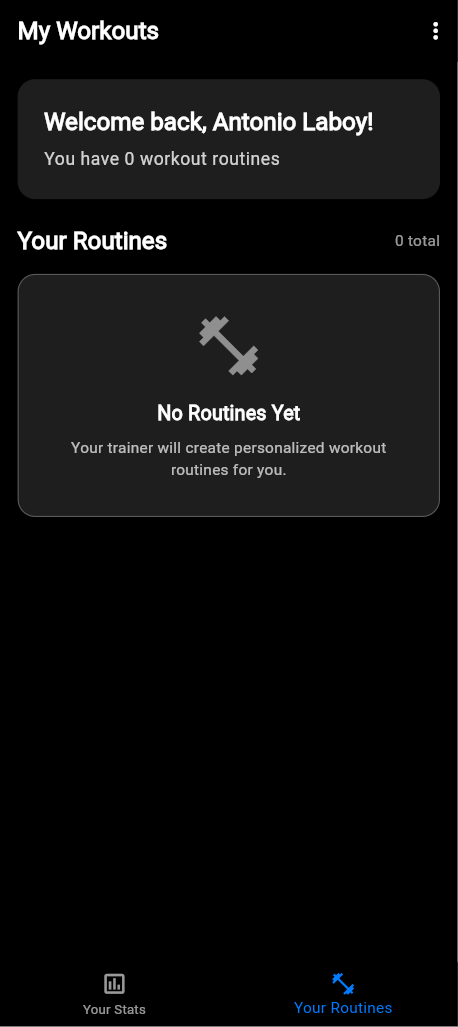 My Workouts
Welcome back, Antonio Laboy!
You have 0 workout routines
Your Routines
0 total
No Routines Yet
Your trainer will create personalized workout
routines for you.
Your Stats
Your Routines